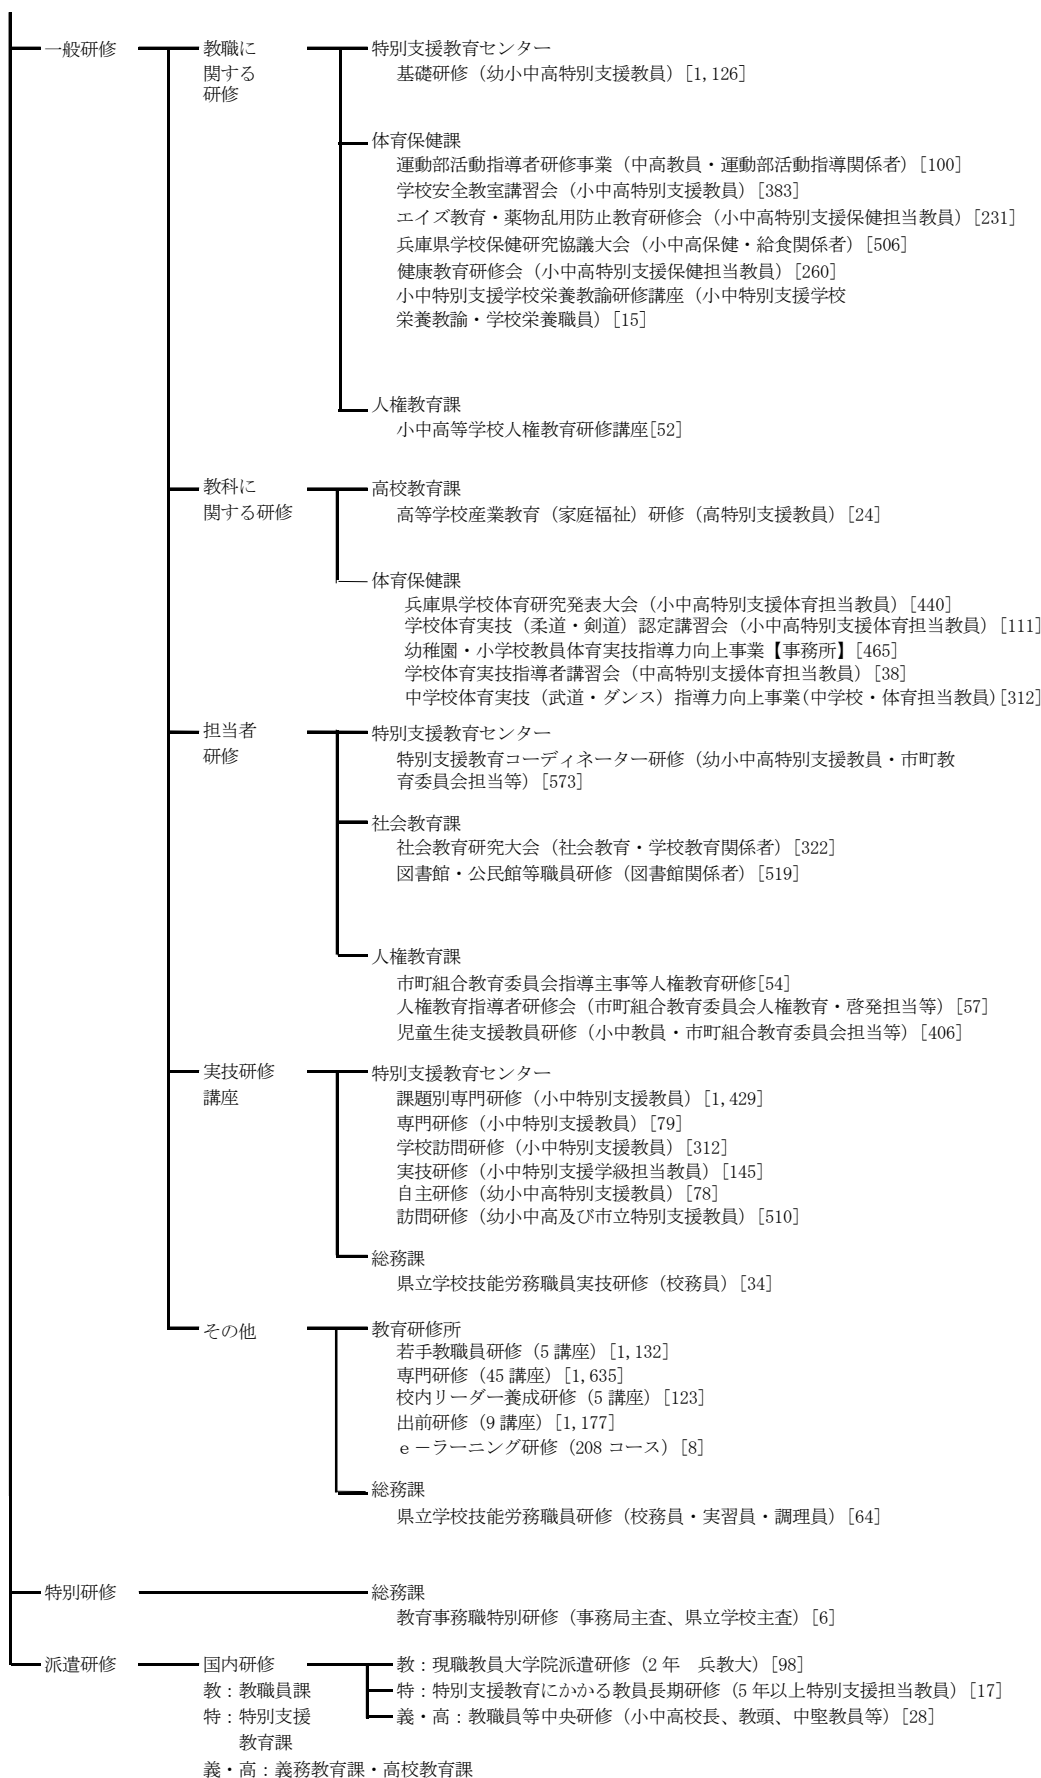 一般研修
教職に
関する
研修
特別支援教育センター
基礎研修（幼小中高特別支援教員）[1,126]
体育保健課
運動部活動指導者研修事業（中高教員・運動部活動指導関係者）[100]
学校安全教室講習会（小中高特別支援教員）[383]
エイズ教育・薬物乱用防止教育研修会（小中高特別支援保健担当教員）[231]
兵庫県学校保健研究協議大会（小中高保健・給食関係者）[506]
健康教育研修会（小中高特別支援保健担当教員）[260]
小中特別支援学校栄養教諭研修講座（小中特別支援学校
栄養教諭・学校栄養職員）[15]
人権教育課
小中高等学校人権教育研修講座[52]
教科に
関する研修
高校教育課
高等学校産業教育（家庭福祉）研修（高特別支援教員）[24]
体育保健課
兵庫県学校体育研究発表大会（小中高特別支援体育担当教員）[440]
学校体育実技（柔道・剣道）認定講習会（小中高特別支援体育担当教員）[111]
幼稚園・小学校教員体育実技指導力向上事業【事務所】[465]
学校体育実技指導者講習会（中高特別支援体育担当教員）[38]
中学校体育実技（武道・ダンス）指導力向上事業(中学校・体育担当教員)[312]
担当者
研修
特別支援教育センター
特別支援教育コーディネーター研修（幼小中高特別支援教員・市町教
育委員会担当等）[573]
社会教育課
社会教育研究大会（社会教育・学校教育関係者）[322]
図書館・公民館等職員研修（図書館関係者）[519]
人権教育課
市町組合教育委員会指導主事等人権教育研修[54]
人権教育指導者研修会（市町組合教育委員会人権教育・啓発担当等）[57]
児童生徒支援教員研修（小中教員・市町組合教育委員会担当等）[406]
実技研修
講座
特別支援教育センター
課題別専門研修（小中特別支援教員）[1,429]
専門研修（小中特別支援教員）[79]
学校訪問研修（小中特別支援教員）[312]
実技研修（小中特別支援学級担当教員）[145]
自主研修（幼小中高特別支援教員）[78]
訪問研修（幼小中高及び市立特別支援教員）[510]
総務課
県立学校技能労務職員実技研修（校務員）[34]
その他
教育研修所
若手教職員研修（5 講座）[1,132]
専門研修（45 講座）[1,635]
校内リーダー養成研修（5 講座）[123]
出前研修（9 講座）[1,177]
ｅ－ラーニング研修（208 コース）[8]
総務課
県立学校技能労務職員研修（校務員・実習員・調理員）[64]
特別研修
総務課
教育事務職特別研修（事務局主査、県立学校主査）[6]
派遣研修
国内研修
教：教職員課
特：特別支援
教育課
義・高：義務教育課・高校教育課
教：現職教員大学院派遣研修（2 年　兵教大）[98]
特：特別支援教育にかかる教員長期研修（5 年以上特別支援担当教員）[17]
義・高：教職員等中央研修（小中高校長、教頭、中堅教員等）[28]